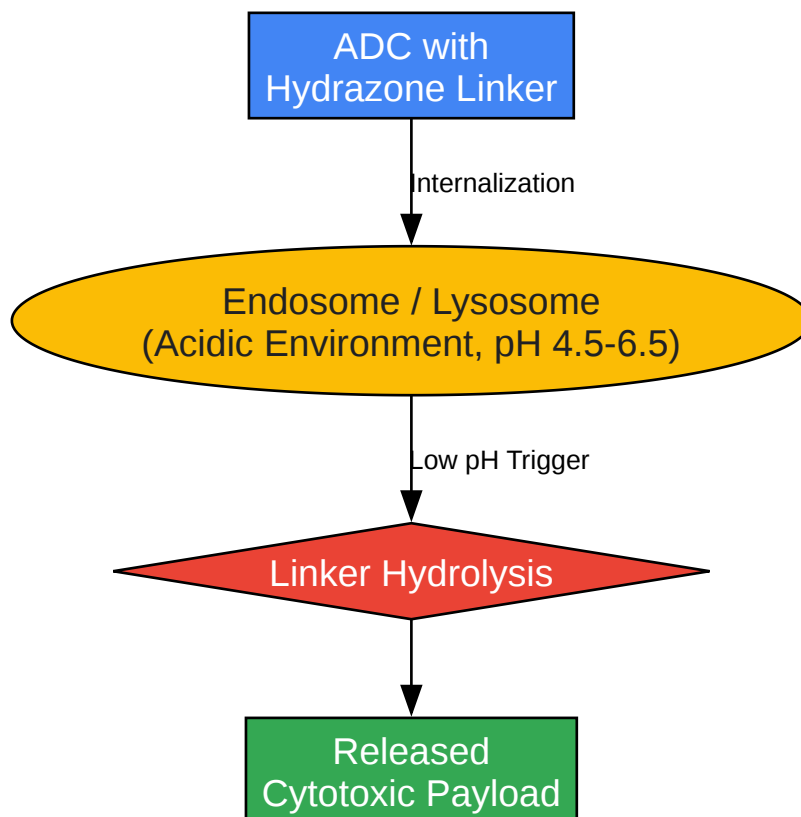 ADC with
Hydrazone Linker
Internalization
Endosome / Lysosome
(Acidic Environment, pH 4.5-6.5)
Low pH Trigger
Linker Hydrolysis
Released
Cytotoxic Payload